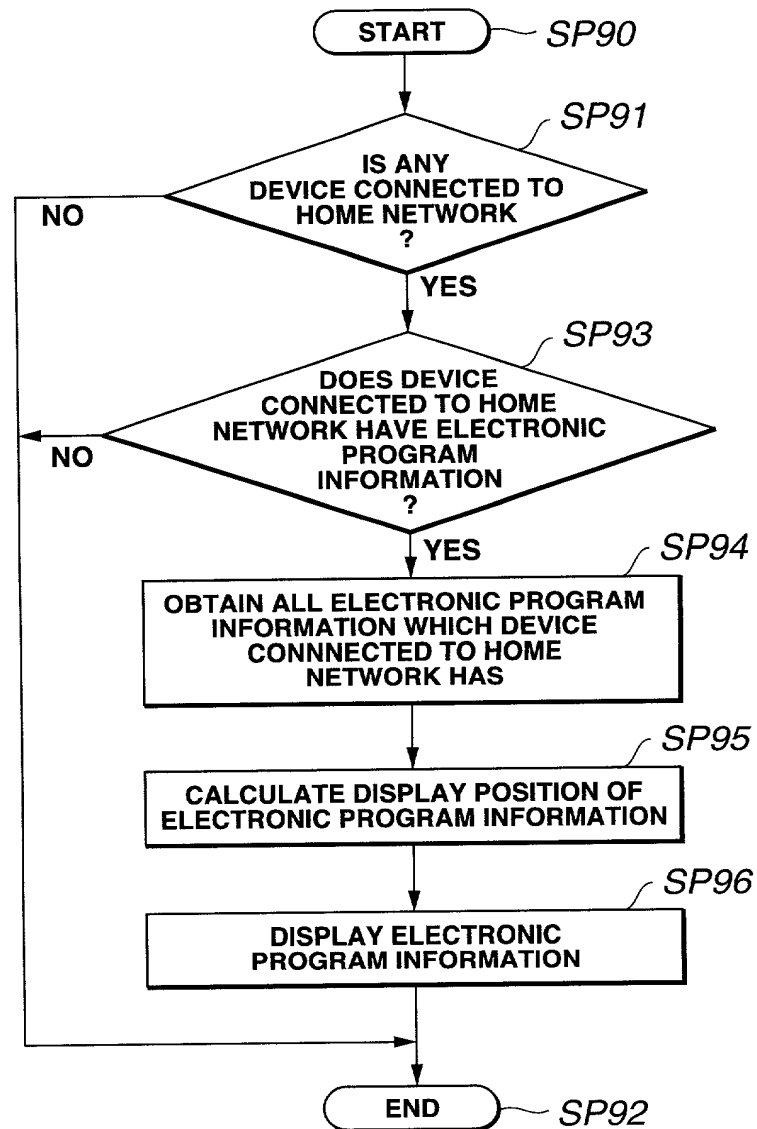 START
SP90
SP91
IS ANY
DEVICE CONNECTED TO
HOME NETWORK
?
NO
YES
SP93
DOES DEVICE
CONNECTED TO HOME
NETWORK HAVE ELECTRONIC
PROGRAM
INFORMATION
?
NO
YES
SP94
OBTAIN ALL ELECTRONIC PROGRAM
INFORMATION WHICH DEVICE
CONNNECTED TO HOME
NETWORK HAS
SP95
CALCULATE DISPLAY POSITION OF
ELECTRONIC PROGRAM INFORMATION
SP96
DISPLAY ELECTRONIC
PROGRAM INFORMATION
END
SP92